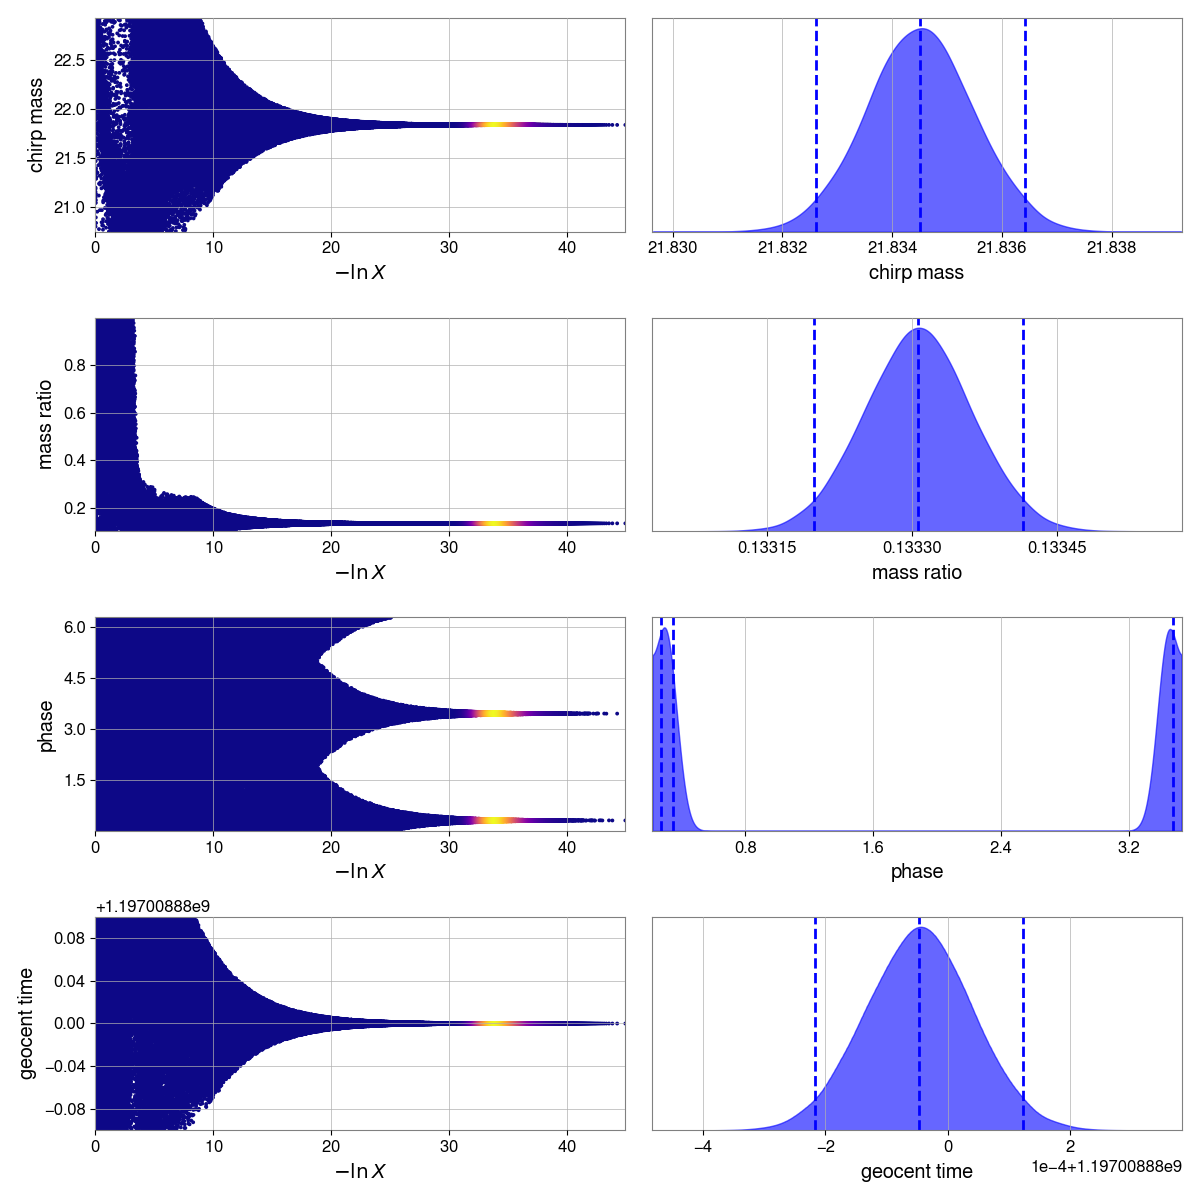 22.5
22.0
21.5
21.0
chirp mass
0 10 20 30 40
−ln X
21.830 21.832 21.834 21.836 21.838
chirp mass
0.8
0.6
0.4
0.2
mass ratio
0 10 20 30 40
−ln X
0.13315 0.13330 0.13345
mass ratio
6.0
4.5
3.0
1.5
phase
0 10 20 30 40
−ln X
0.8 1.6 2.4 3.2
phase
+1.19700888e9
0.08
0.04
0.00
−0.04
−0.08
geocent time
0 10 20 30 40
−ln X
−4 −2 0 2
1e−4+1.19700888e9
geocent time